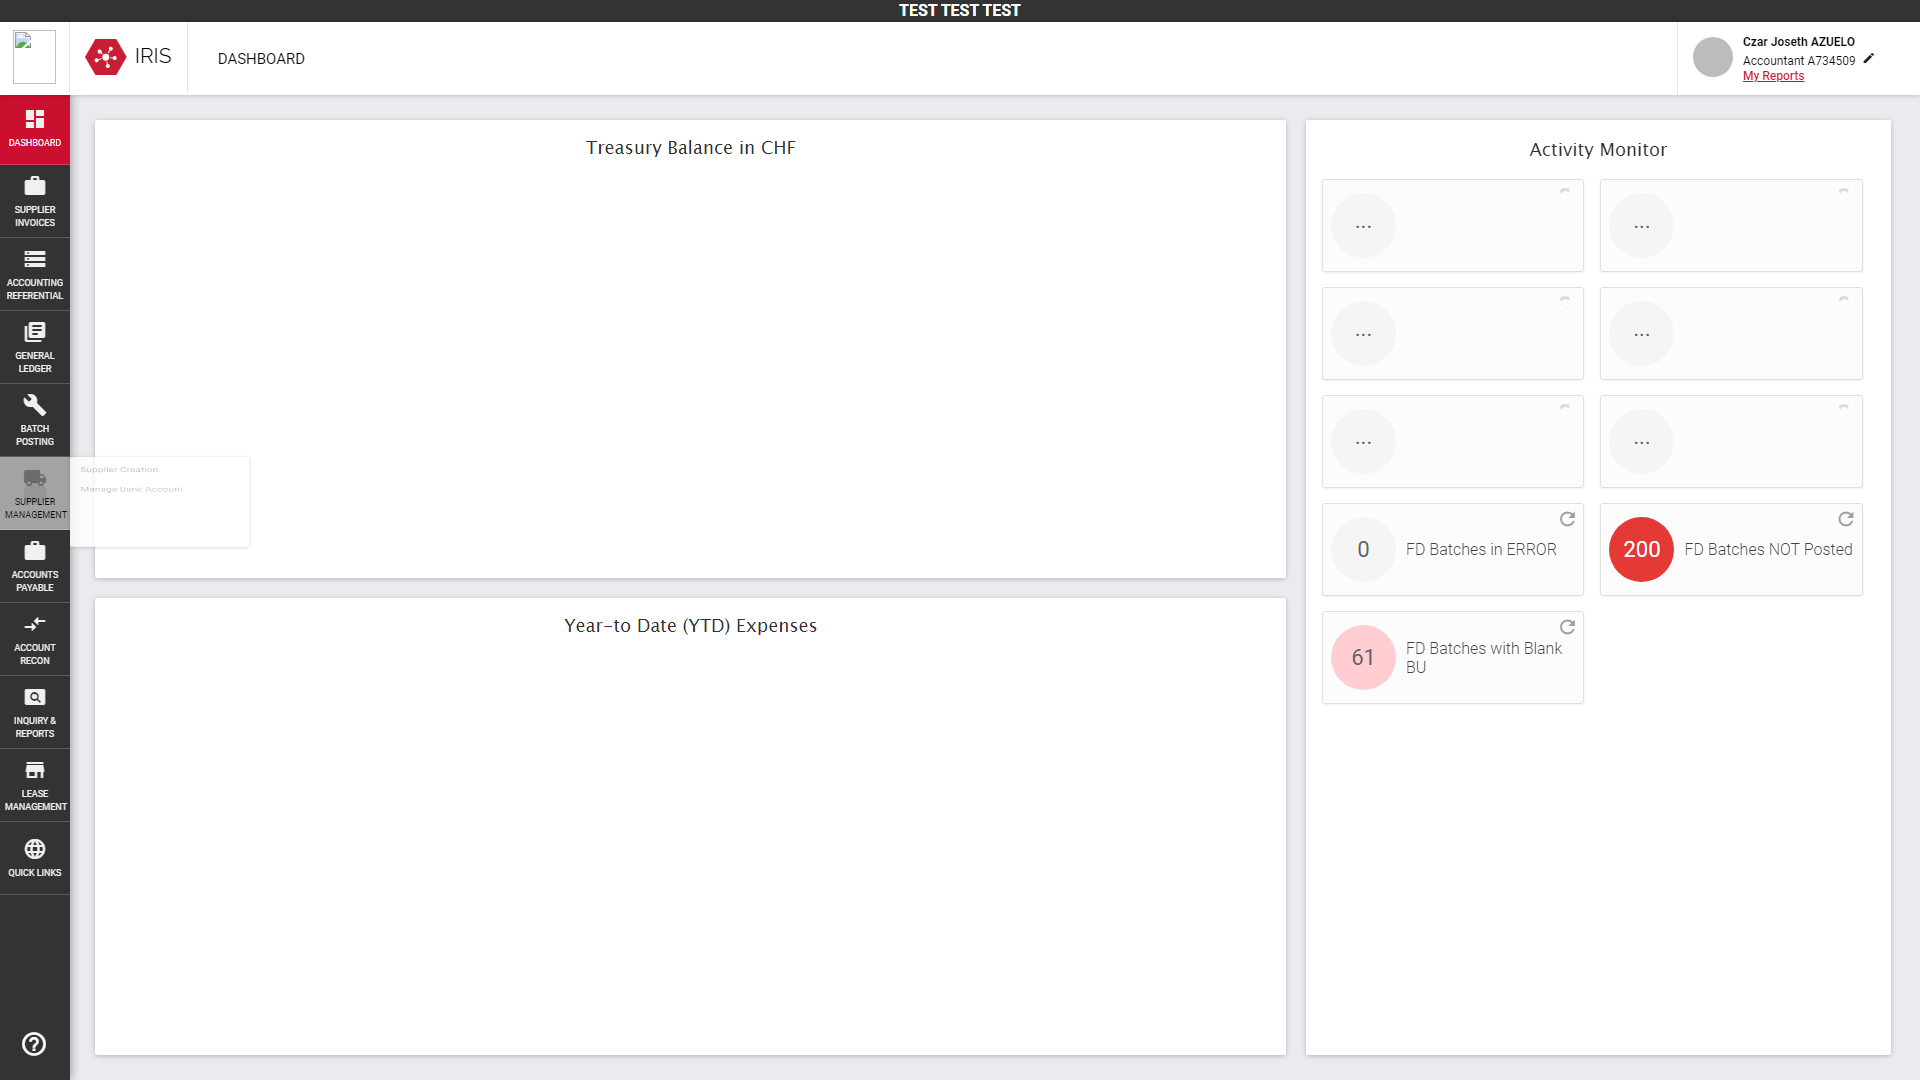 TEST TEST TEST
IRIS
DASHBOARD
Czar Joseth AZUELO
Accountant A734509
My Reports
DASHBOARD
SUPPLIER
INVOICES
ACCOUNTING
REFERENTIAL
GENERAL
LEDGER
BATCH
POSTING
SUPPLIER
MANAGEMENT
Supplier Creation
Manage Bank Account
ACCOUNTS
PAYABLE
ACCOUNT
RECON
INQUIRY &
REPORTS
LEASE
MANAGEMENT
QUICK LINKS
Treasury Balance in CHF
Year-to Date (YTD) Expenses
Activity Monitor
...
...
...
...
...
...
0
FD Batches in ERROR
200
FD Batches NOT Posted
61
FD Batches with Blank
BU